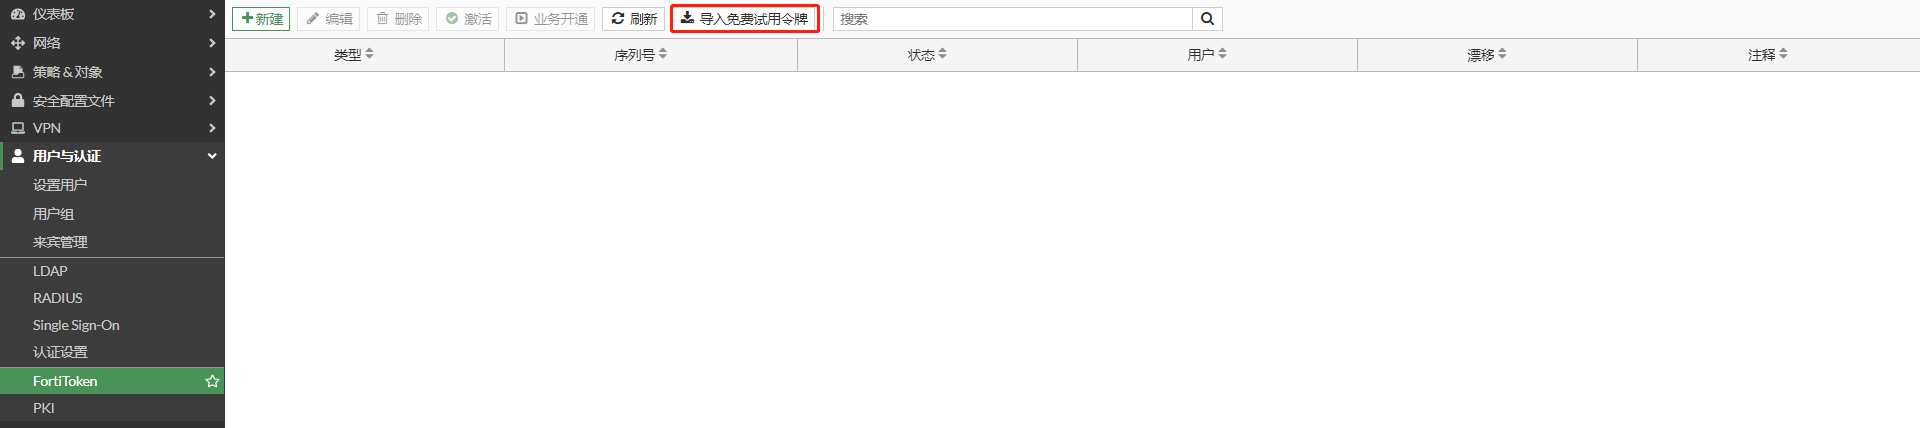 仪表板
网络
策略 & 对象
安全配置文件
VPN
用户与认证
设置用户
用户组
来宾管理
LDAP
RADIUS
Single Sign-On
认证设置
FortiToken
PKI
新建 编辑 删除 激活 业务开通 刷新 导入免费试用令牌 搜索
类型 序列号 状态 用户 漂移 注释